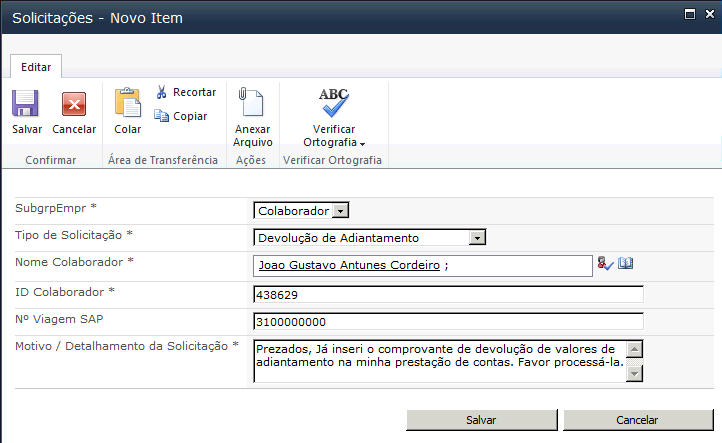 Solicitações - Novo Item
Editar
Salvar
Cancelar
Colar
Recortar
Copiar
Anexar
Arquivo
ABC
Verificar
Ortografia
Confirmar
Área de Transferência
Ações
Verificar Ortografia
SubgrpEmpr *
Colaborador
Tipo de Solicitação *
Devolução de Adiantamento
Nome Colaborador *
Joao Gustavo Antunes Cordeiro ;
ID Colaborador *
438629
Nº Viagem SAP
3100000000
Motivo / Detalhamento da Solicitação *
Prezados, Já inseri o comprovante de devolução de valores de
adiantamento na minha prestação de contas. Favor processá-la.
Salvar
Cancelar